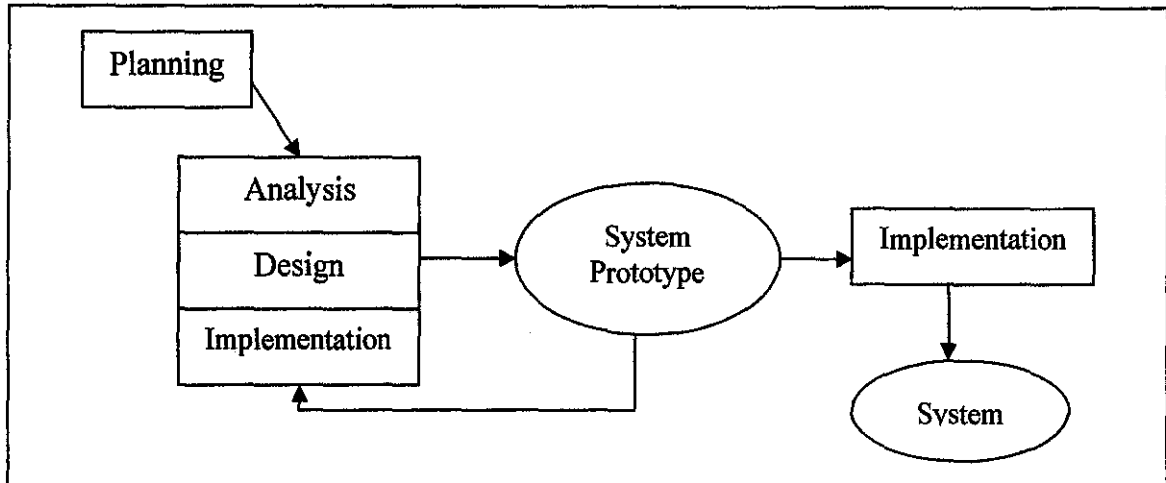 Planning
Analysis
Design
Implementation
System
Prototype
Implementation
System